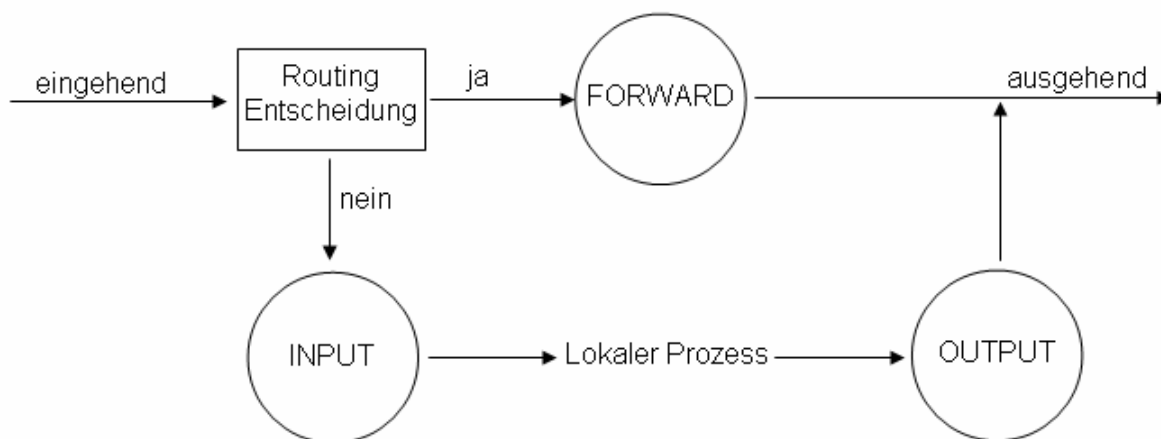 eingehend
Routing
Entscheidung
ja
FORWARD
ausgehend
nein
INPUT
Lokaler Prozess
OUTPUT